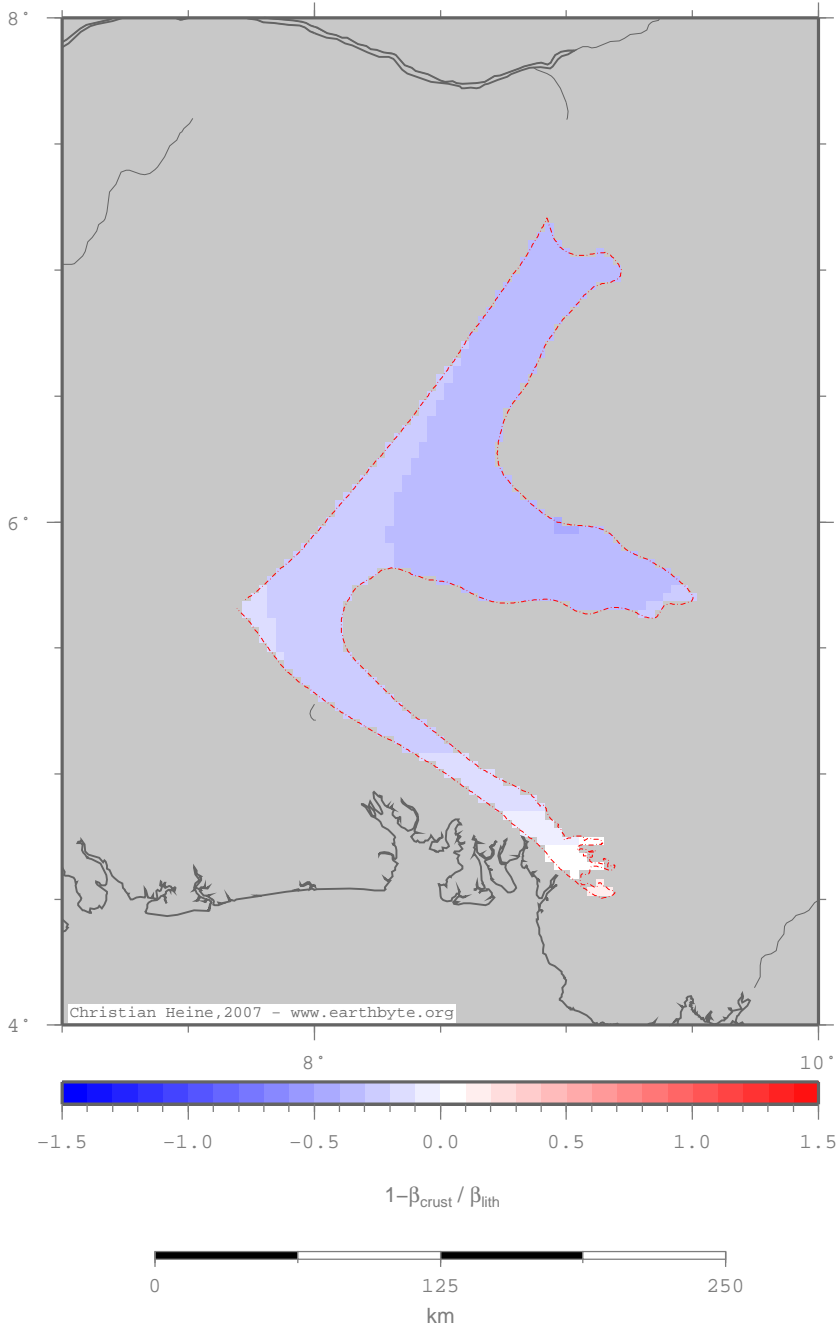 8°
6°
4°
Christian Heine,2007 - www.earthbyte.org
8° 10°
-1.5 -1.0 -0.5 0.0 0.5 1.0 1.5
1-βcrust / βlith
0 125 250
km